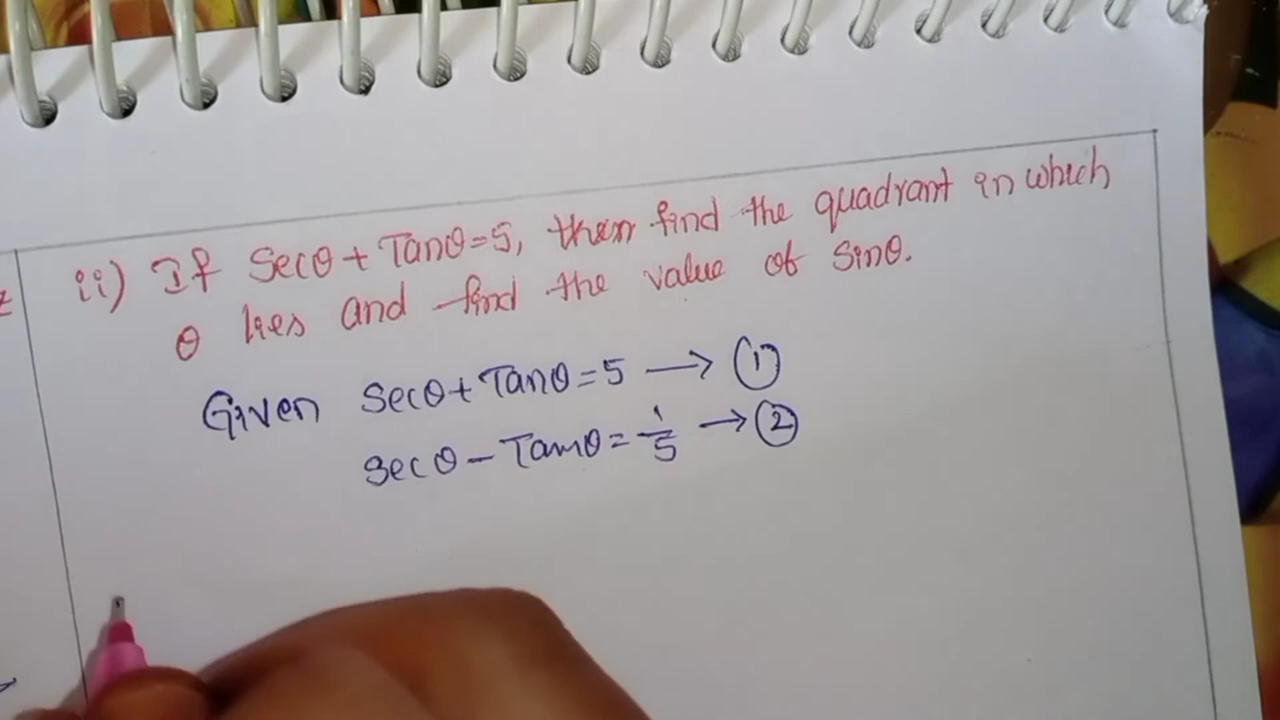 ii) If Secθ + Tanθ=5, then find the quadrant in which
θ lies and find the value of Sinθ.
Given Secθ + Tanθ=5 → ①
Secθ - Tanθ = 1/5 → ②